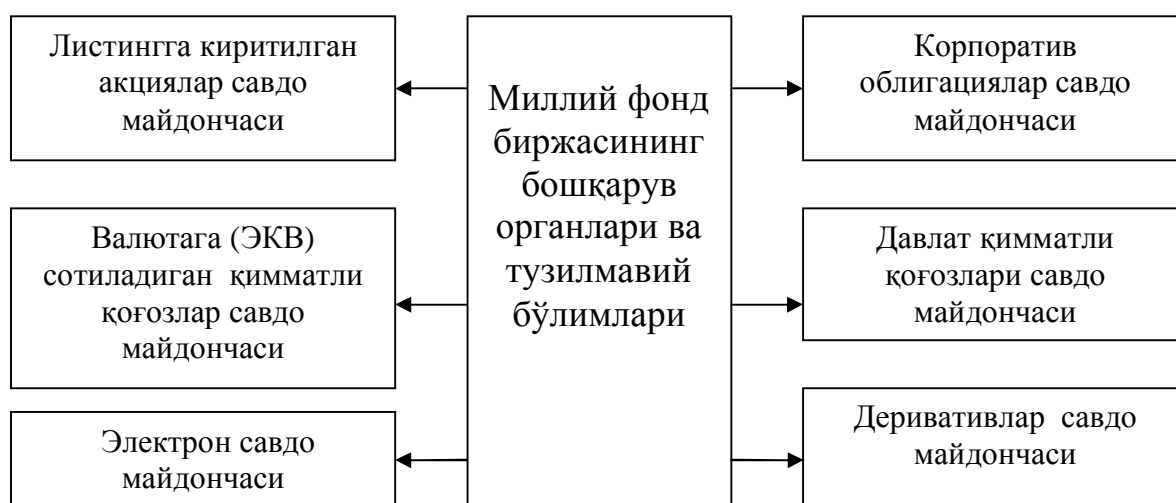 Листингга киритилган
акциялар савдо
майдончаси
Валютага (ЭКВ)
сотиладиган қимматли
қоғозлар савдо
майдончаси
Электрон савдо
майдончаси
Миллий фонд
биржасининг
бошқарув
органлари ва
тузилмавий
бўлимлари
Корпоратив
облигациялар савдо
майдончаси
Давлат қимматли
қоғозлари савдо
майдончаси
Деривативлар савдо
майдончаси